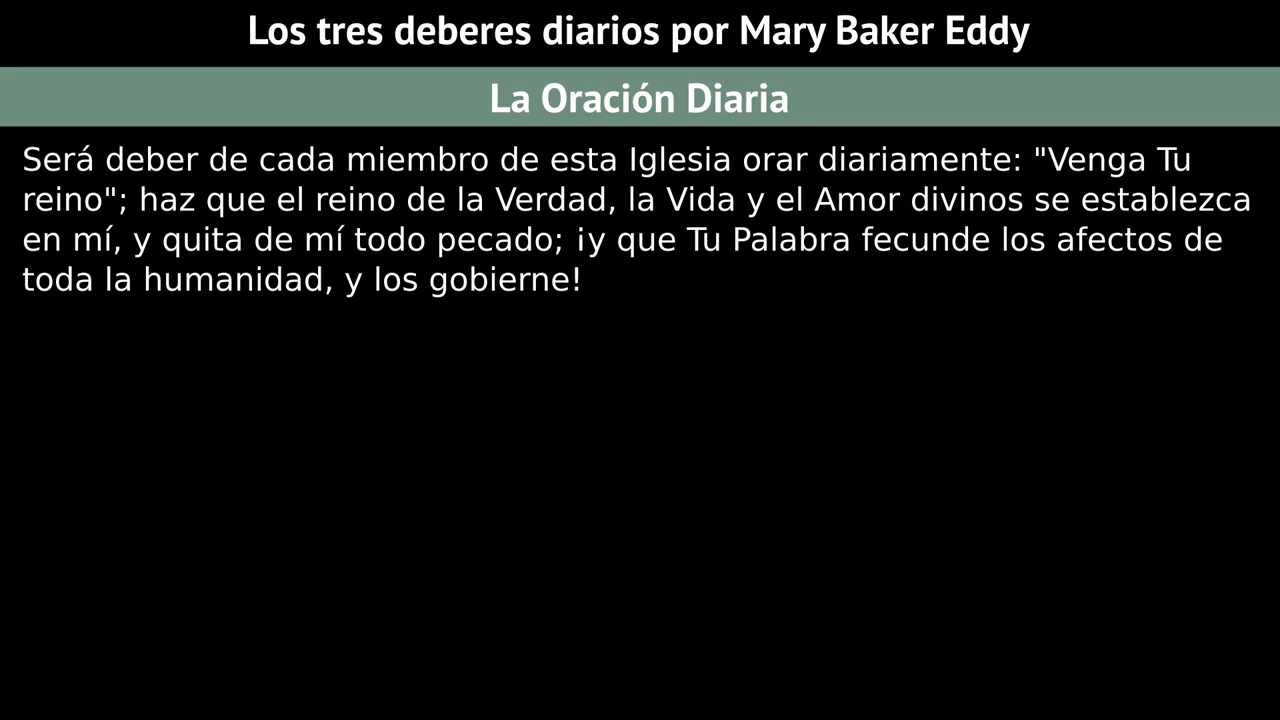 Los tres deberes diarios por Mary Baker Eddy
La Oración Diaria
Será deber de cada miembro de esta Iglesia orar diariamente: "Venga Tu
reino"; haz que el reino de la Verdad, la Vida y el Amor divinos se establezca
en mí, y quita de mí todo pecado; ¡y que Tu Palabra fecunde los afectos de
toda la humanidad, y los gobierne!